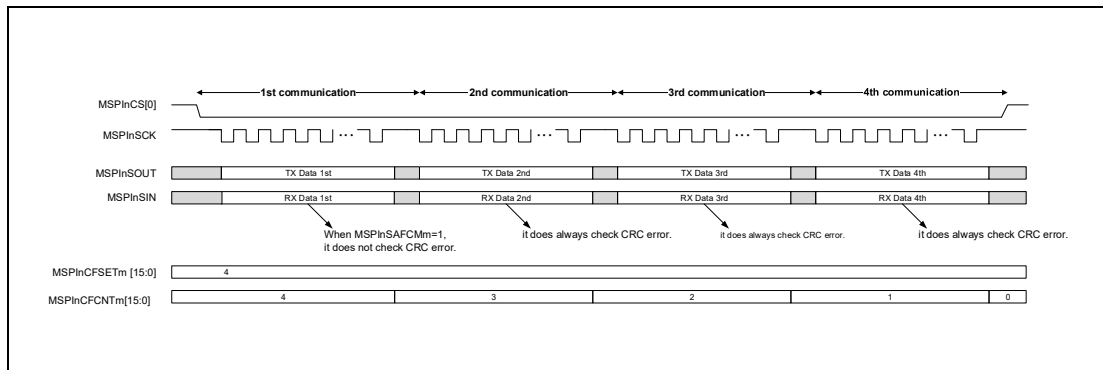 1st communication 2nd communication 3rd communication 4th communication
MSPInCS[0]
MSPInSCK
MSPInSOUT TX Data 1st TX Data 2nd TX Data 3rd TX Data 4th
MSPInSIN RX Data 1st RX Data 2nd RX Data 3rd RX Data 4th
When MSPInSAFCMm=1,
it does not check CRC error.
it does always check CRC error.
it does always check CRC error.
it does always check CRC error.
MSPInCFSETm [15:0] 4
MSPInCFCNTm[15:0] 4 3 2 1 0